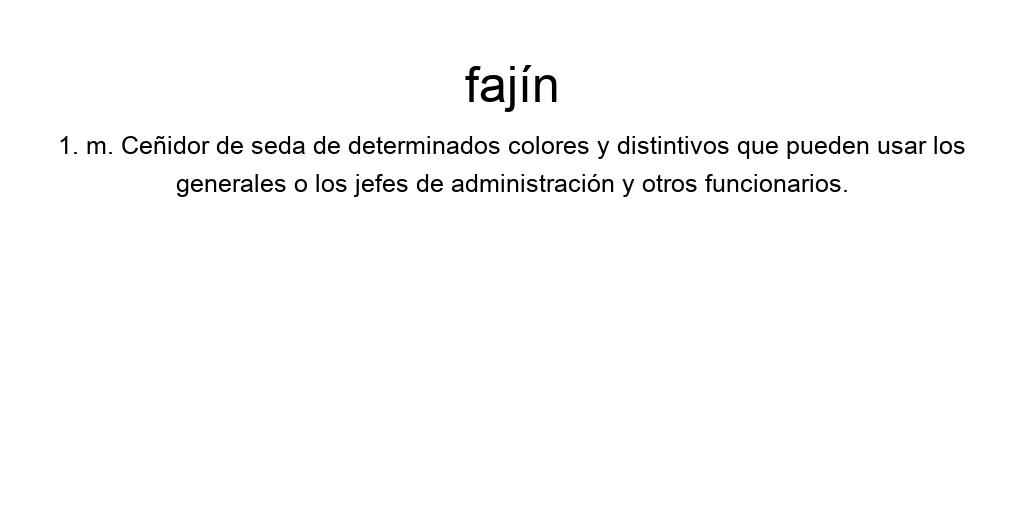 fajín
1. m. Ceñidor de seda de determinados colores y distintivos que pueden usar los
generales o los jefes de administración y otros funcionarios.